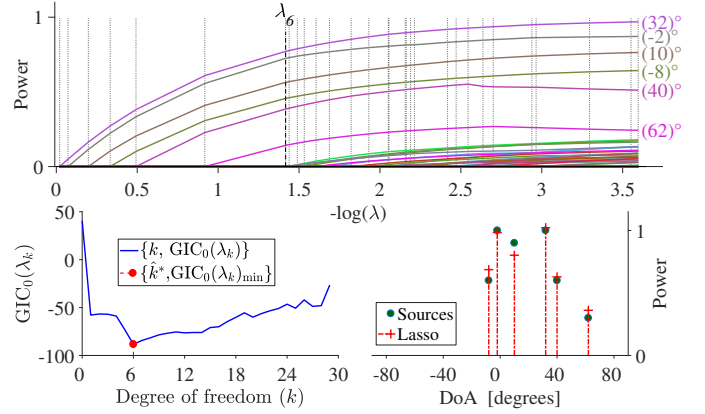 λ₆
1
0
Power
(32)°
(-2)°
(10)°
(-8)°
(40)°
(62)°
0 0.5 1 1.5 2 2.5 3 3.5
-log(λ)
50
0
-50
-100
GIC₀(λₖ)
{k, GIC₀(λₖ)}
{k̂*,GIC₀(λₖ)ₘᵢₙ}
0 6 12 18 24 30
Degree of freedom (k)
Sources
Lasso
1
0
Power
-80 -40 0 40 80
DoA [degrees]